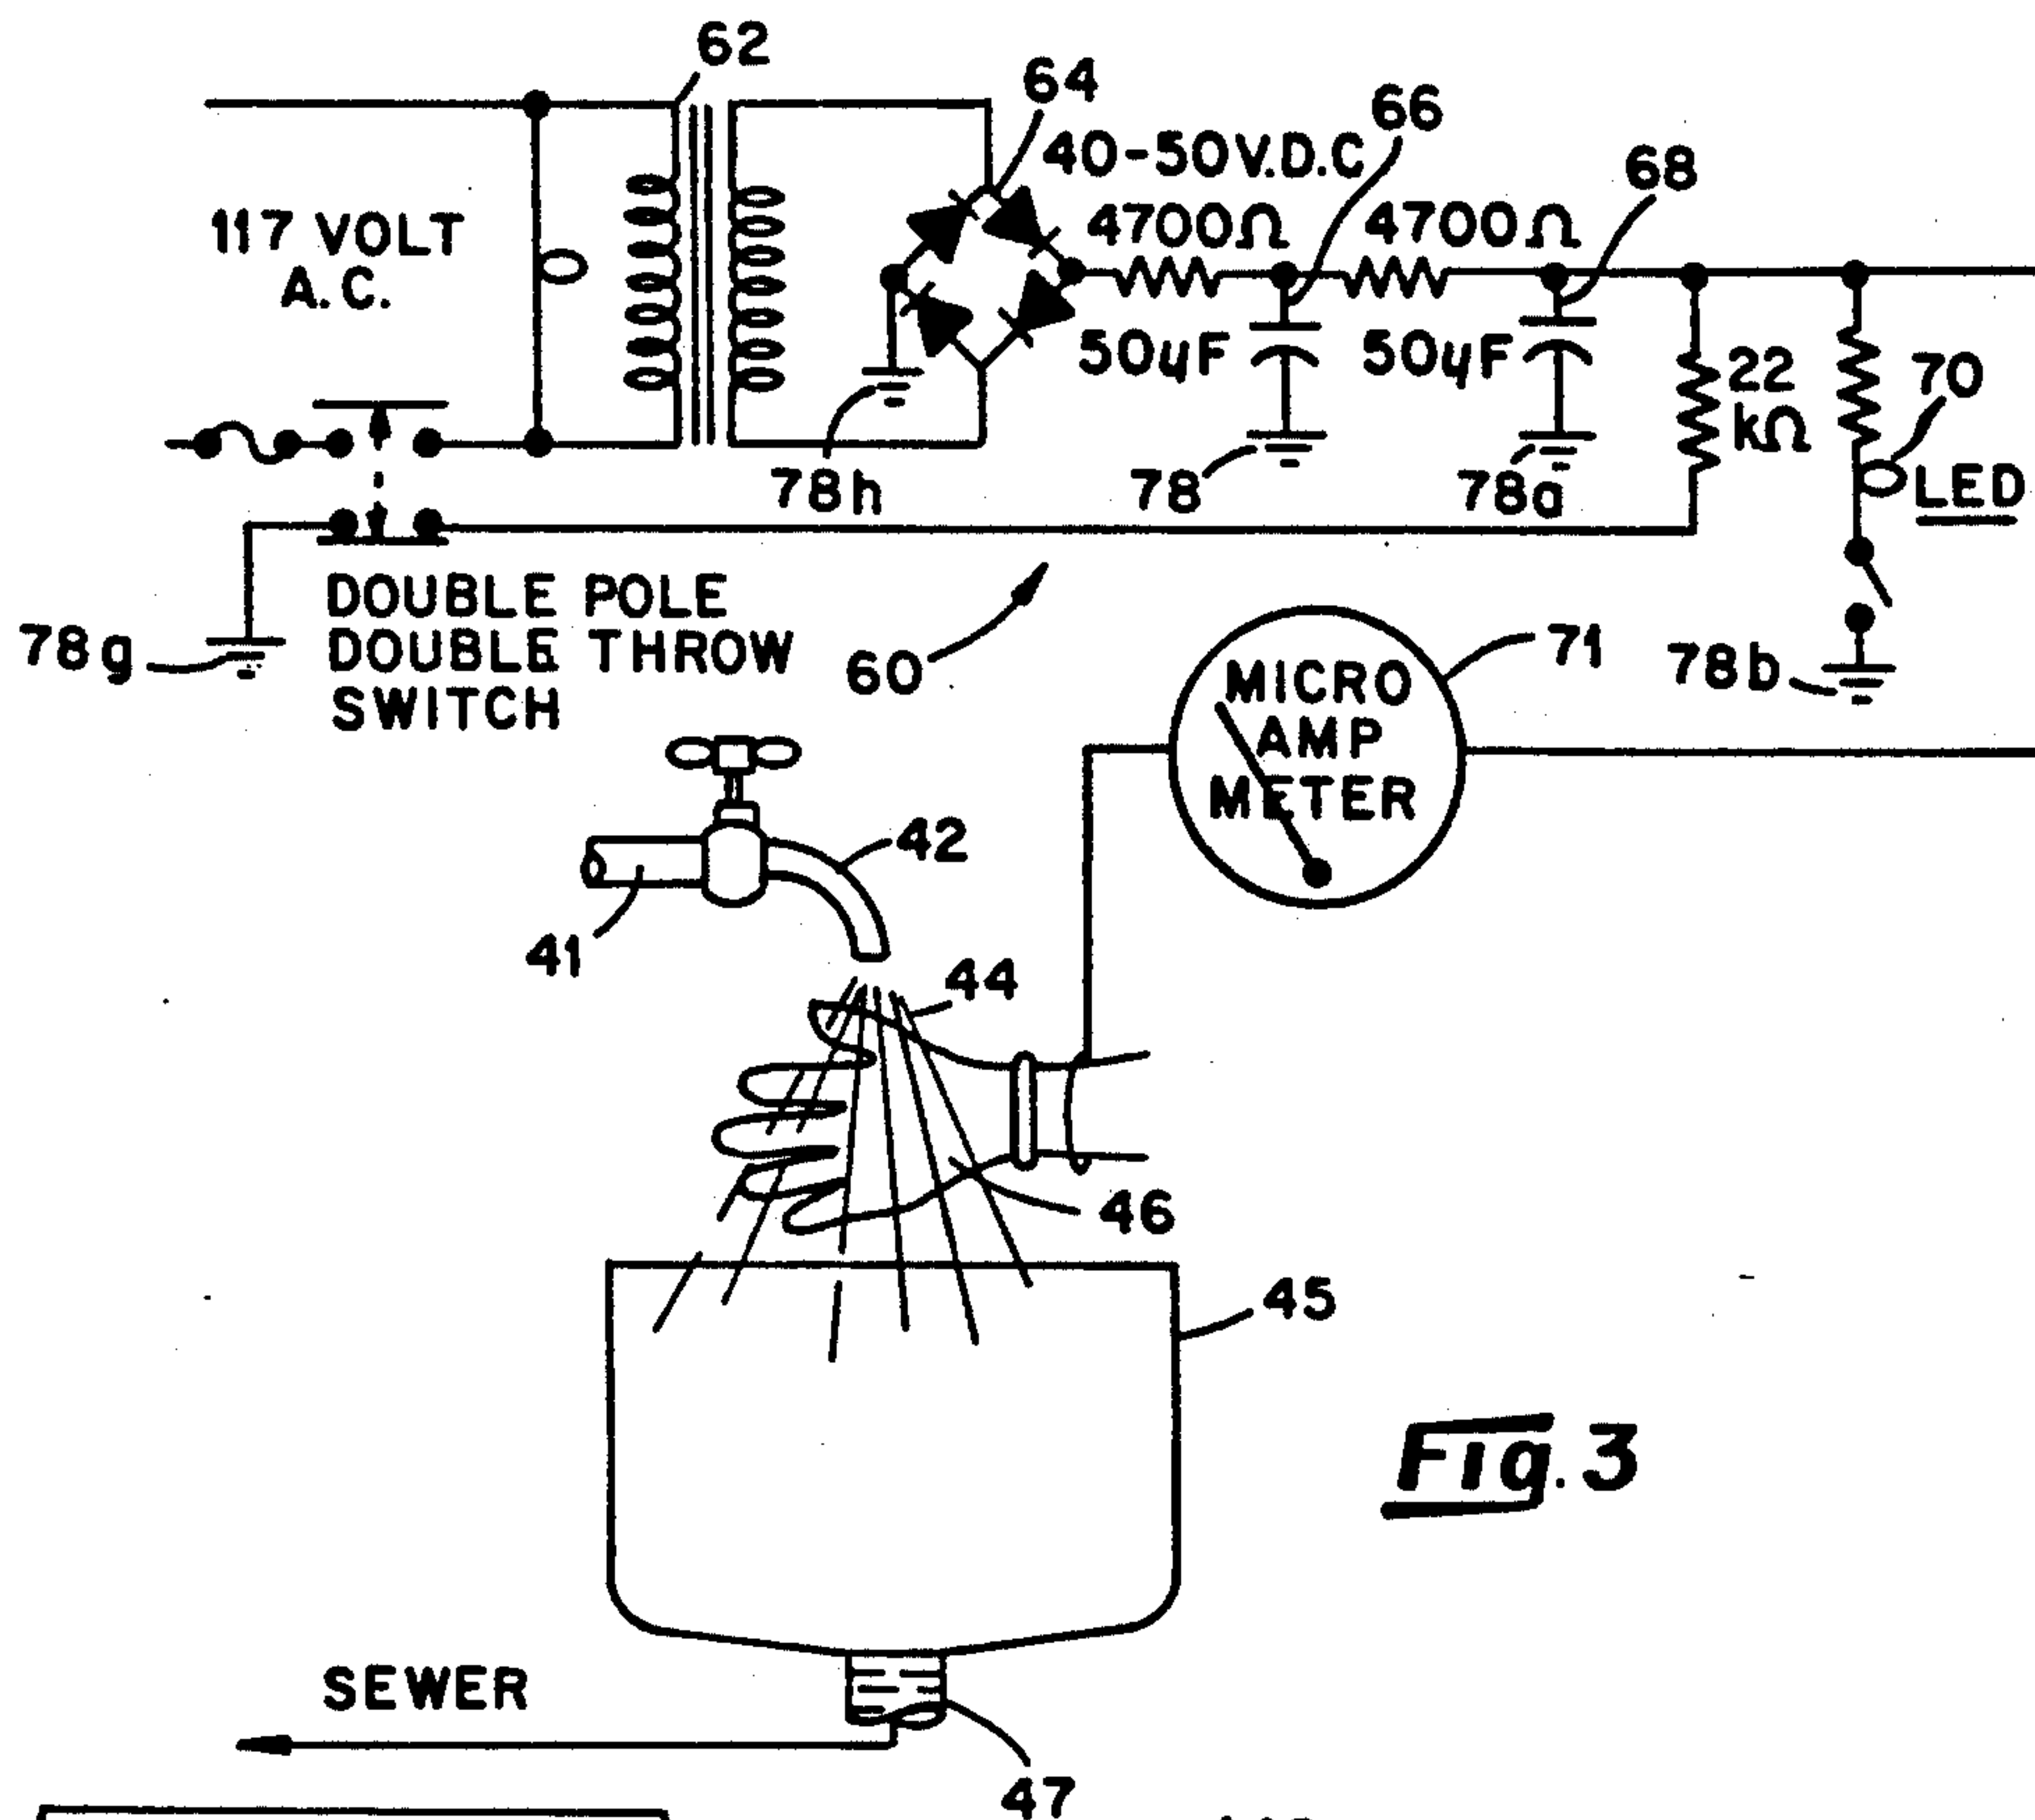 62
64
66
40-50V.D.C
68
117 VOLT
A.C.
4700Ω
4700Ω
50µF
50µF
22
kΩ
70
LED
78h
78
78a
DOUBLE POLE
DOUBLE THROW
SWITCH
78g
60
71
78b
MICRO
AMP
METER
42
41
44
46
45
Fig. 3
SEWER
47